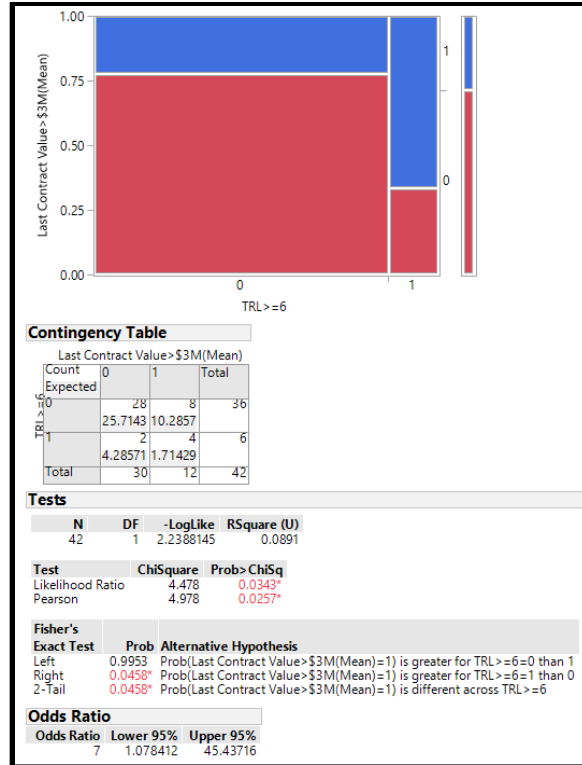 1.00
0.75
0.50
0.25
0.00
Last Contract Value>$3M(Mean)
1
0
0 1
TRL>=6
Contingency Table
Last Contract Value>$3M(Mean)
Count 0 1 Total
Expected
TRL>=6
0 28 8 36
25.7143 10.2857
1 2 4 6
4.28571 1.71429
Total 30 12 42
Tests
N DF -LogLike RSquare (U)
42 1 2.2388145 0.0891
Test ChiSquare Prob>ChiSq
Likelihood Ratio 4.478 0.0343*
Pearson 4.978 0.0257*
Fisher's
Exact Test Prob Alternative Hypothesis
Left 0.9953 Prob(Last Contract Value>$3M(Mean)=1) is greater for TRL>=6=0 than 1
Right 0.0458* Prob(Last Contract Value>$3M(Mean)=1) is greater for TRL>=6=1 than 0
2-Tail 0.0458* Prob(Last Contract Value>$3M(Mean)=1) is different across TRL>=6
Odds Ratio
Odds Ratio Lower 95% Upper 95%
7 1.078412 45.43716